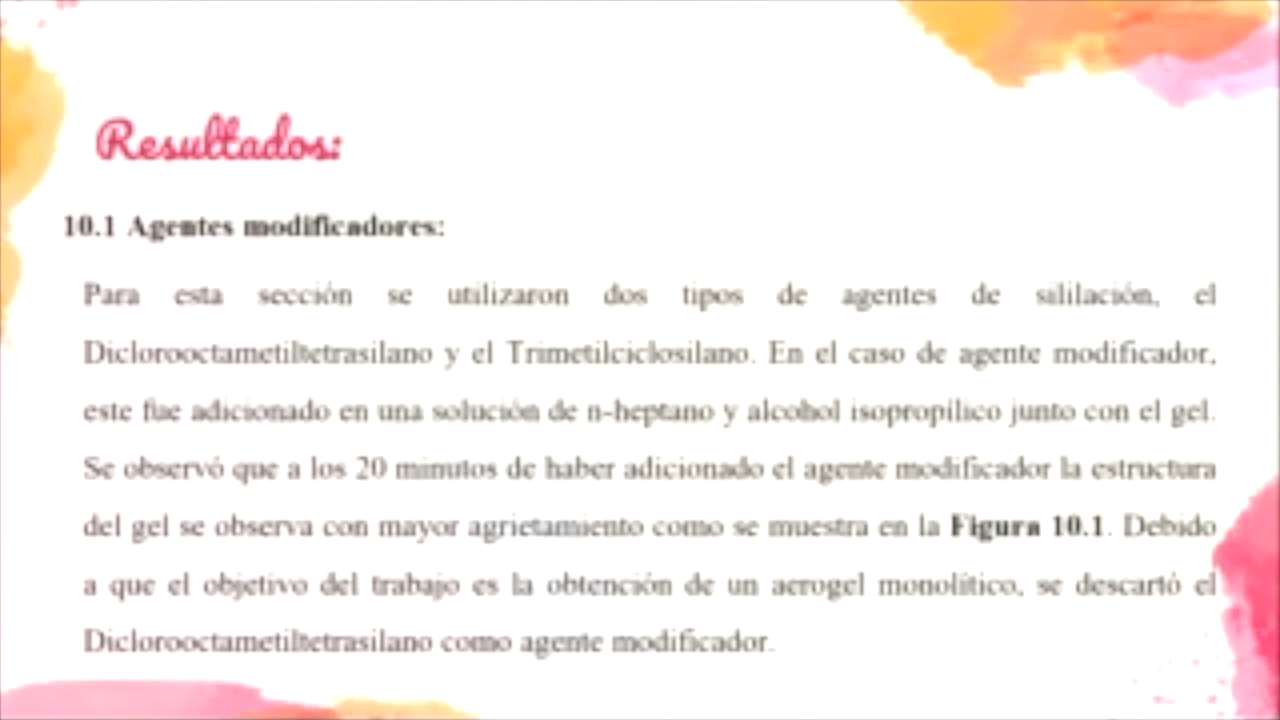 Resultados:
10.1 Agentes modificadores:
Para esta sección se utilizaron dos tipos de agentes de sililación, el
Diclorooctametiltetrasilano y el Trimetilciclosilano. En el caso de agente modificador,
este fue adicionado en una solución de n-heptano y alcohol isopropílico junto con el gel.
Se observó que a los 20 minutos de haber adicionado el agente modificador la estructura
del gel se observa con mayor agrietamiento como se muestra en la Figura 10.1. Debido
a que el objetivo del trabajo es la obtención de un aerogel monolítico, se descartó el
Diclorooctametiltetrasilano como agente modificador.